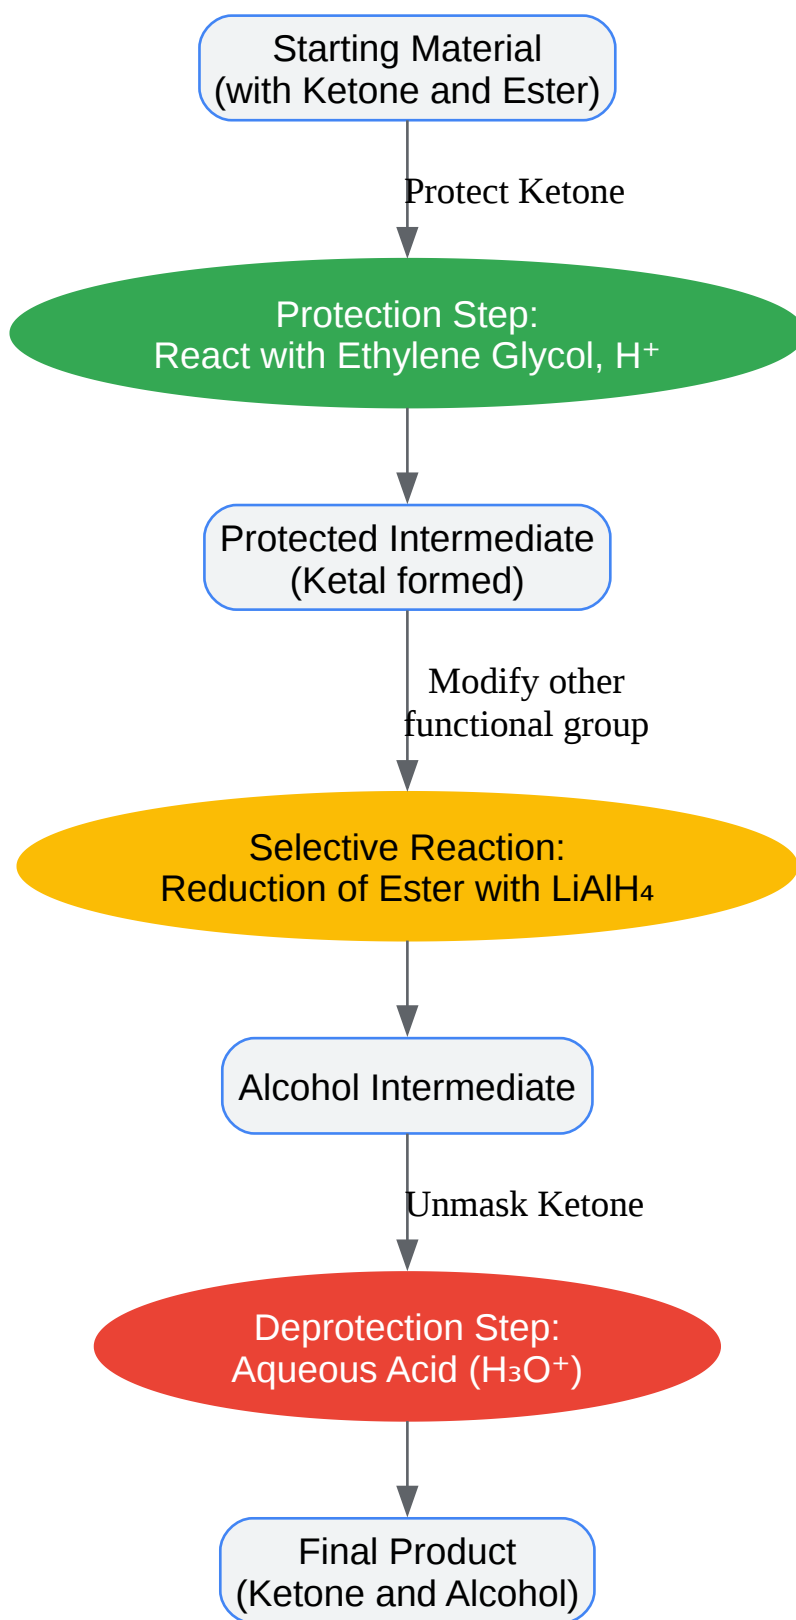 Starting Material
(with Ketone and Ester)
Protect Ketone
Protection Step:
React with Ethylene Glycol, H⁺
Protected Intermediate
(Ketal formed)
Modify other
functional group
Selective Reaction:
Reduction of Ester with LiAlH₄
Alcohol Intermediate
Unmask Ketone
Deprotection Step:
Aqueous Acid (H₃O⁺)
Final Product
(Ketone and Alcohol)